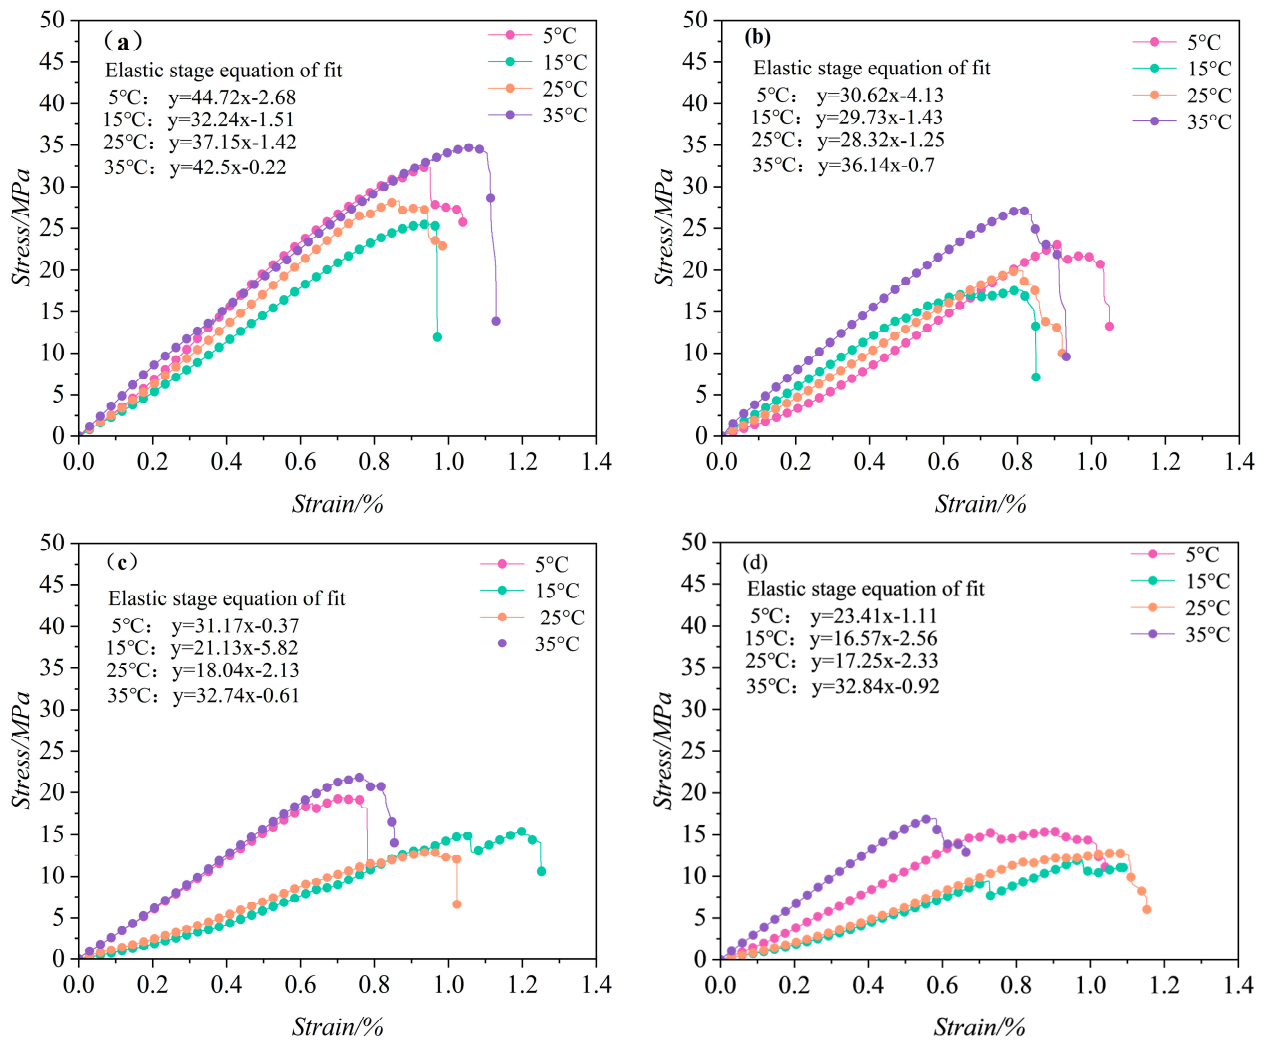 （a）
Elastic stage equation of fit
5°C： y=44.72x-2.68
15°C： y=32.24x-1.51
25°C： y=37.15x-1.42
35°C： y=42.5x-0.22
5°C
15°C
25°C
35°C
50
45
40
35
30
25
20
15
10
5
0
Stress/MPa
0.0 0.2 0.4 0.6 0.8 1.0 1.2 1.4
Strain/%
(b)
Elastic stage equation of fit
5°C： y=30.62x-4.13
15°C： y=29.73x-1.43
25°C： y=28.32x-1.25
35°C： y=36.14x-0.7
5°C
15°C
25°C
35°C
50
45
40
35
30
25
20
15
10
5
0
Stress/MPa
0.0 0.2 0.4 0.6 0.8 1.0 1.2 1.4
Strain/%
（c）
Elastic stage equation of fit
5°C： y=31.17x-0.37
15°C： y=21.13x-5.82
25°C： y=18.04x-2.13
35°C： y=32.74x-0.61
5°C
15°C
25°C
35°C
50
45
40
35
30
25
20
15
10
5
0
Stress/MPa
0.0 0.2 0.4 0.6 0.8 1.0 1.2 1.4
Strain/%
(d)
Elastic stage equation of fit
5°C： y=23.41x-1.11
15°C： y=16.57x-2.56
25°C： y=17.25x-2.33
35°C： y=32.84x-0.92
5°C
15°C
25°C
35°C
50
45
40
35
30
25
20
15
10
5
0
Stress/MPa
0.0 0.2 0.4 0.6 0.8 1.0 1.2 1.4
Strain/%